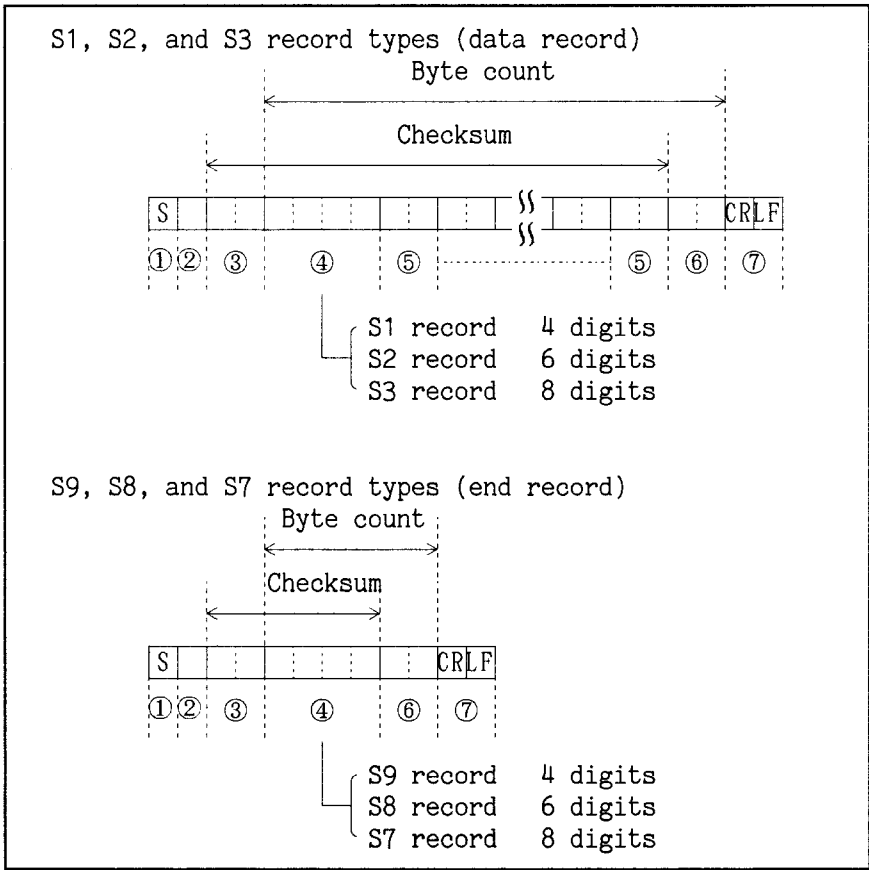 S1, S2, and S3 record types (data record)
Byte count
Checksum
S CR LF
① ② ③ ④ ⑤ ⑤ ⑥ ⑦
S1 record 4 digits
S2 record 6 digits
S3 record 8 digits
S9, S8, and S7 record types (end record)
Byte count
Checksum
S CR LF
① ② ③ ④ ⑥ ⑦
S9 record 4 digits
S8 record 6 digits
S7 record 8 digits